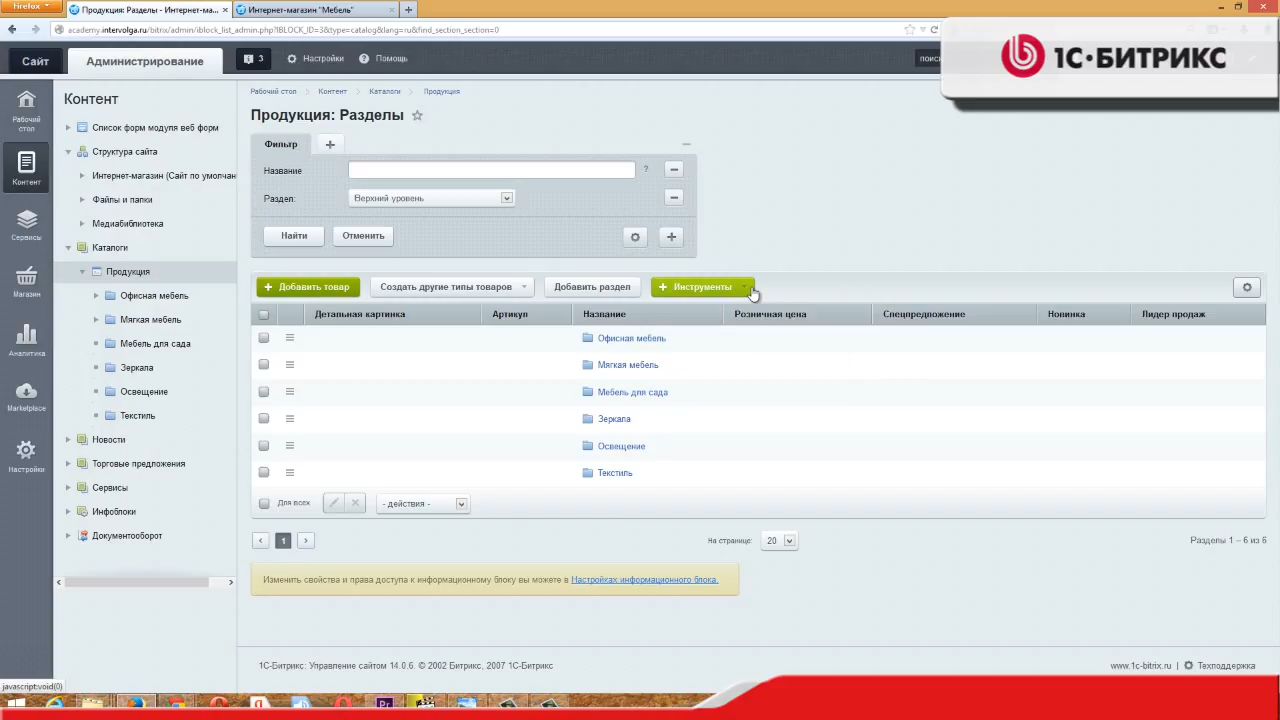 Firefox
Продукция: Разделы - Интернет-ма...
Интернет-магазин "Мебель"
academy.intervolga.ru/bitrix/admin/iblock_list_admin.php?IBLOCK_ID=3&type=catalog&lang=ru&find_section_section=0
Сайт
Администрирование
3
Настройки
Помощь
поис
1С·БИТРИКС
Рабочий стол
Контент
Сервисы
Магазин
Аналитика
Marketplace
Настройки
Контент
Список форм модуля веб форм
Структура сайта
Интернет-магазин (Сайт по умолчан
Файлы и папки
Медиабиблиотека
Каталоги
Продукция
Офисная мебель
Мягкая мебель
Мебель для сада
Зеркала
Освещение
Текстиль
Новости
Торговые предложения
Сервисы
Инфоблоки
Документооборот
Рабочий стол Контент Каталоги Продукция
Продукция: Разделы
Фильтр
Название
?
Раздел:
Верхний уровень
Найти
Отменить
Добавить товар
Создать другие типы товаров
Добавить раздел
Инструменты
Детальная картинка Артикул Название Розничная цена Спецпредложение Новинка Лидер продаж
Офисная мебель
Мягкая мебель
Мебель для сада
Зеркала
Освещение
Текстиль
Для всех
- действия -
1
На странице: 20
Разделы 1 – 6 из 6
Изменить свойства и права доступа к информационному блоку вы можете в Настройках информационного блока.
1С-Битрикс: Управление сайтом 14.0.6. © 2002 Битрикс, 2007 1С-Битрикс
www.1c-bitrix.ru | Техподдержка
javascript:void(0)
Pr